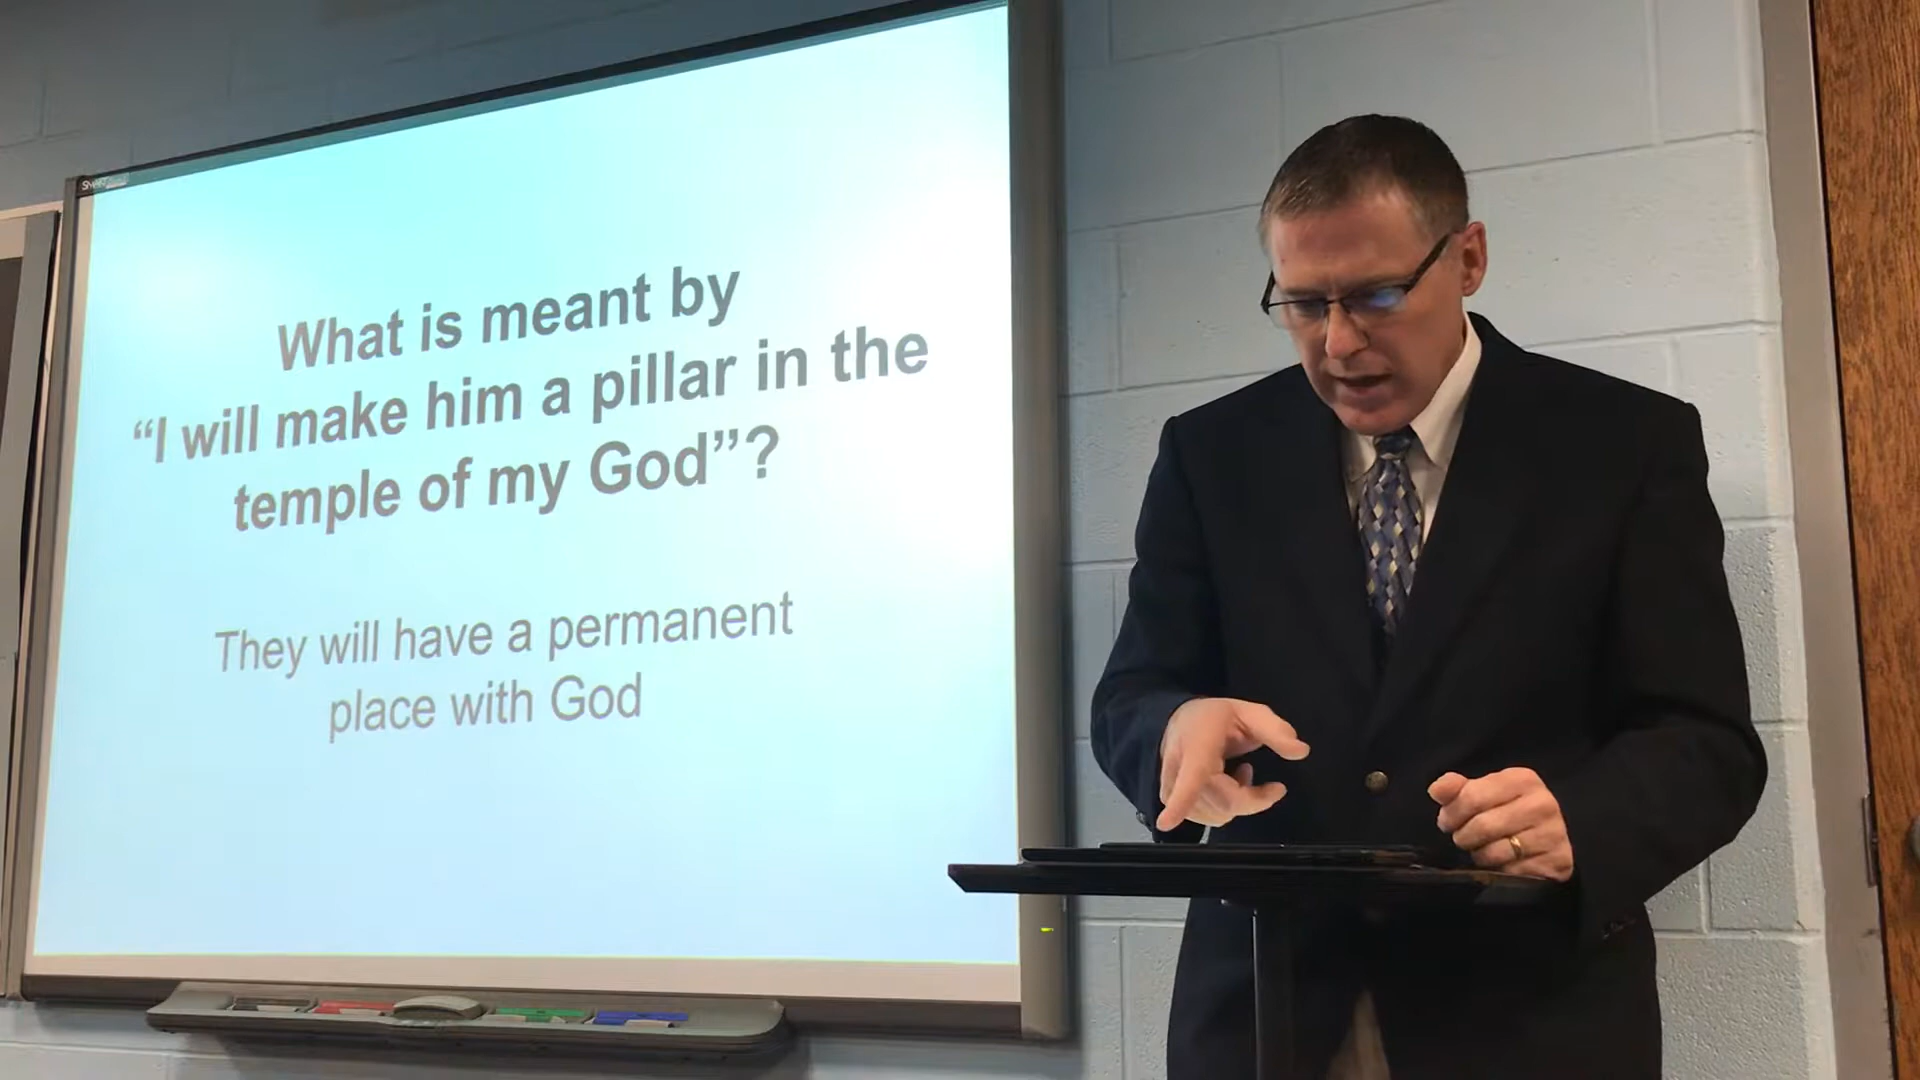 SMART
What is meant by
“I will make him a pillar in the
temple of my God”?
They will have a permanent
place with God